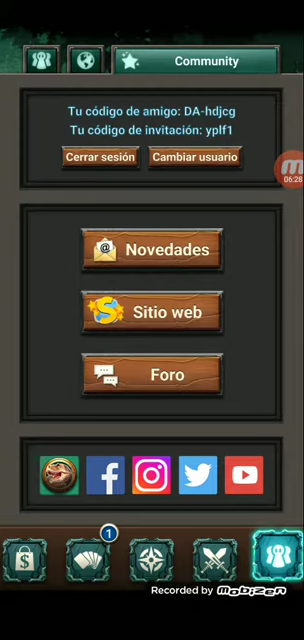 Community
Tu código de amigo: DA-hdjcg
Tu código de invitación: yplf1
Cerrar sesión
Cambiar usuario
06:28
Novedades
Sitio web
Foro
1
Recorded by mobizen